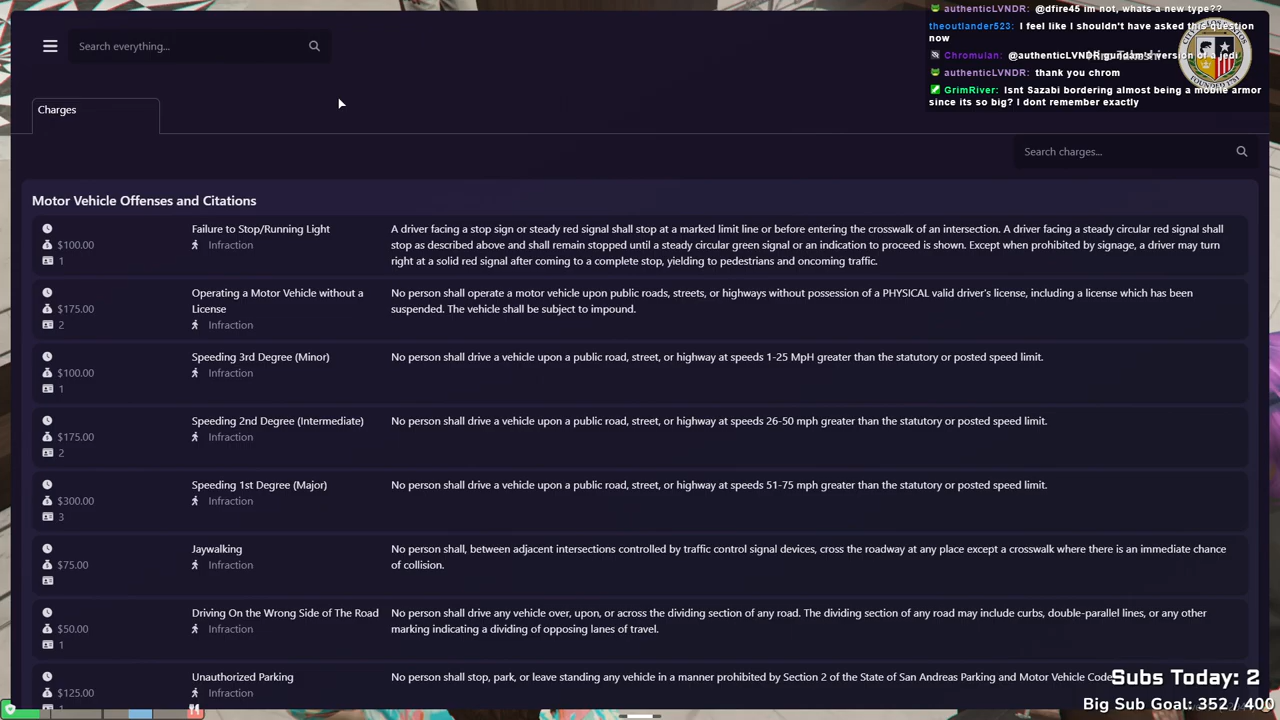 authenticLVNDR: @dfire45 im not, whats a new type??
theoutlander523: I feel like I shouldn't have asked this question
now
Chromulan: @authenticLVNDR gundam's version of a jedi
authenticLVNDR: thank you chrom
GrimRiver: Isnt Sazabi bordering almost being a mobile armor
since its so big? I dont remember exactly
Search everything...
Charges
Search charges...
Motor Vehicle Offenses and Citations
Failure to Stop/Running Light
Infraction
$100.00
1
A driver facing a stop sign or steady red signal shall stop at a marked limit line or before entering the crosswalk of an intersection. A driver facing a steady circular red signal shall
stop as described above and shall remain stopped until a steady circular green signal or an indication to proceed is shown. Except when prohibited by signage, a driver may turn
right at a solid red signal after coming to a complete stop, yielding to pedestrians and oncoming traffic.
Operating a Motor Vehicle without a
License
Infraction
$175.00
2
No person shall operate a motor vehicle upon public roads, streets, or highways without possession of a PHYSICAL valid driver's license, including a license which has been
suspended. The vehicle shall be subject to impound.
Speeding 3rd Degree (Minor)
Infraction
$100.00
1
No person shall drive a vehicle upon a public road, street, or highway at speeds 1-25 MpH greater than the statutory or posted speed limit.
Speeding 2nd Degree (Intermediate)
Infraction
$175.00
2
No person shall drive a vehicle upon a public road, street, or highway at speeds 26-50 mph greater than the statutory or posted speed limit.
Speeding 1st Degree (Major)
Infraction
$300.00
3
No person shall drive a vehicle upon a public road, street, or highway at speeds 51-75 mph greater than the statutory or posted speed limit.
Jaywalking
Infraction
$75.00
No person shall, between adjacent intersections controlled by traffic control signal devices, cross the roadway at any place except a crosswalk where there is an immediate chance
of collision.
Driving On the Wrong Side of The Road
Infraction
$50.00
1
No person shall drive any vehicle over, upon, or across the dividing section of any road. The dividing section of any road may include curbs, double-parallel lines, or any other
marking indicating a dividing of opposing lanes of travel.
Unauthorized Parking
Infraction
$125.00
1
No person shall stop, park, or leave standing any vehicle in a manner prohibited by Section 2 of the State of San Andreas Parking and Motor Vehicle Code
Subs Today: 2
Big Sub Goal: 352 / 400